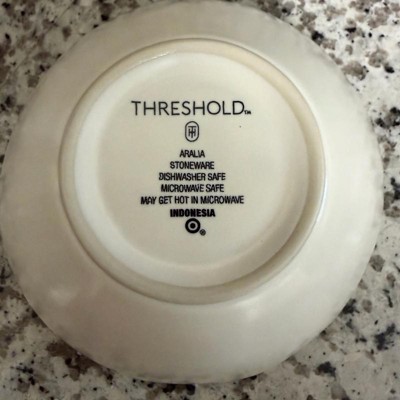 THRESHOLD™
ARALIA
STONEWARE
DISHWASHER SAFE
MICROWAVE SAFE
MAY GET HOT IN MICROWAVE
INDONESIA
®